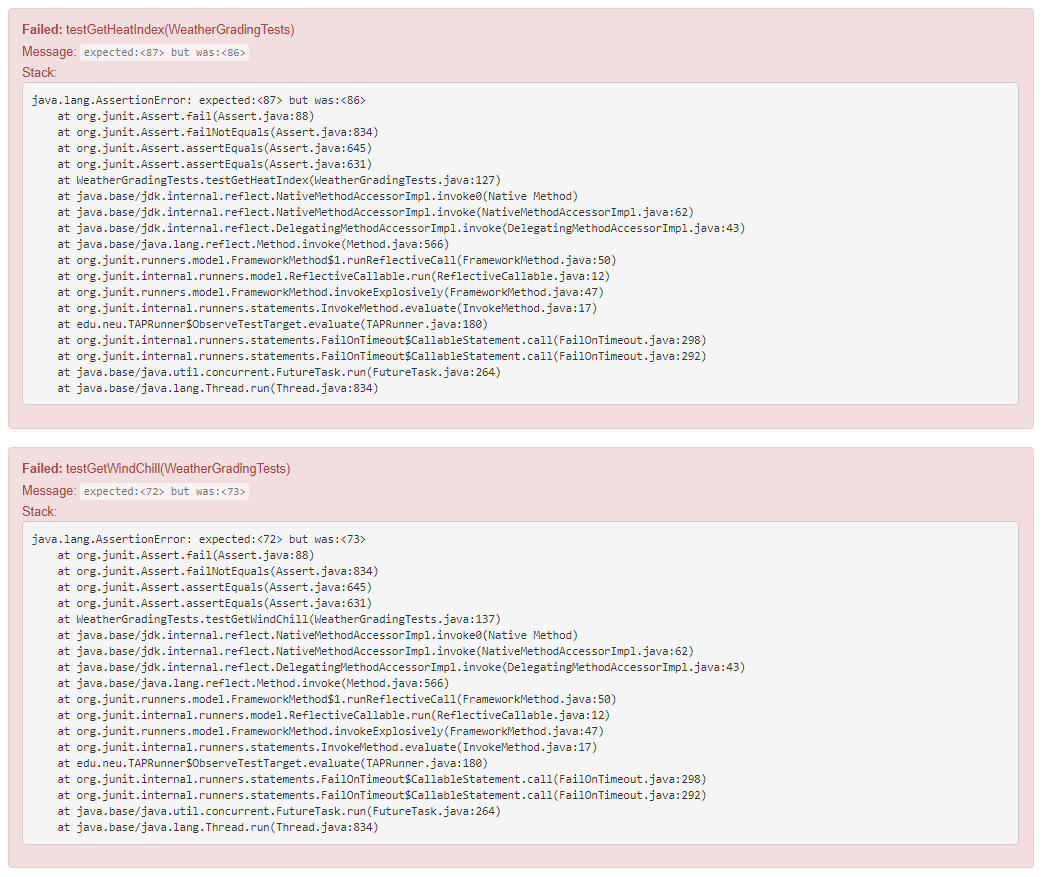 Failed: testGetHeatIndex(WeatherGradingTests)
Message: expected:<87> but was:<86>
Stack:
java.lang.AssertionError: expected:<87> but was:<86>
    at org.junit.Assert.fail(Assert.java:88)
    at org.junit.Assert.failNotEquals(Assert.java:834)
    at org.junit.Assert.assertEquals(Assert.java:645)
    at org.junit.Assert.assertEquals(Assert.java:631)
    at WeatherGradingTests.testGetHeatIndex(WeatherGradingTests.java:127)
    at java.base/jdk.internal.reflect.NativeMethodAccessorImpl.invoke0(Native Method)
    at java.base/jdk.internal.reflect.NativeMethodAccessorImpl.invoke(NativeMethodAccessorImpl.java:62)
    at java.base/jdk.internal.reflect.DelegatingMethodAccessorImpl.invoke(DelegatingMethodAccessorImpl.java:43)
    at java.base/java.lang.reflect.Method.invoke(Method.java:566)
    at org.junit.runners.model.FrameworkMethod$1.runReflectiveCall(FrameworkMethod.java:50)
    at org.junit.internal.runners.model.ReflectiveCallable.run(ReflectiveCallable.java:12)
    at org.junit.runners.model.FrameworkMethod.invokeExplosively(FrameworkMethod.java:47)
    at org.junit.internal.runners.statements.InvokeMethod.evaluate(InvokeMethod.java:17)
    at edu.neu.TAPRunner$ObserveTestTarget.evaluate(TAPRunner.java:180)
    at org.junit.internal.runners.statements.FailOnTimeout$CallableStatement.call(FailOnTimeout.java:298)
    at org.junit.internal.runners.statements.FailOnTimeout$CallableStatement.call(FailOnTimeout.java:292)
    at java.base/java.util.concurrent.FutureTask.run(FutureTask.java:264)
    at java.base/java.lang.Thread.run(Thread.java:834)
Failed: testGetWindChill(WeatherGradingTests)
Message: expected:<72> but was:<73>
Stack:
java.lang.AssertionError: expected:<72> but was:<73>
    at org.junit.Assert.fail(Assert.java:88)
    at org.junit.Assert.failNotEquals(Assert.java:834)
    at org.junit.Assert.assertEquals(Assert.java:645)
    at org.junit.Assert.assertEquals(Assert.java:631)
    at WeatherGradingTests.testGetWindChill(WeatherGradingTests.java:137)
    at java.base/jdk.internal.reflect.NativeMethodAccessorImpl.invoke0(Native Method)
    at java.base/jdk.internal.reflect.NativeMethodAccessorImpl.invoke(NativeMethodAccessorImpl.java:62)
    at java.base/jdk.internal.reflect.DelegatingMethodAccessorImpl.invoke(DelegatingMethodAccessorImpl.java:43)
    at java.base/java.lang.reflect.Method.invoke(Method.java:566)
    at org.junit.runners.model.FrameworkMethod$1.runReflectiveCall(FrameworkMethod.java:50)
    at org.junit.internal.runners.model.ReflectiveCallable.run(ReflectiveCallable.java:12)
    at org.junit.runners.model.FrameworkMethod.invokeExplosively(FrameworkMethod.java:47)
    at org.junit.internal.runners.statements.InvokeMethod.evaluate(InvokeMethod.java:17)
    at edu.neu.TAPRunner$ObserveTestTarget.evaluate(TAPRunner.java:180)
    at org.junit.internal.runners.statements.FailOnTimeout$CallableStatement.call(FailOnTimeout.java:298)
    at org.junit.internal.runners.statements.FailOnTimeout$CallableStatement.call(FailOnTimeout.java:292)
    at java.base/java.util.concurrent.FutureTask.run(FutureTask.java:264)
    at java.base/java.lang.Thread.run(Thread.java:834)